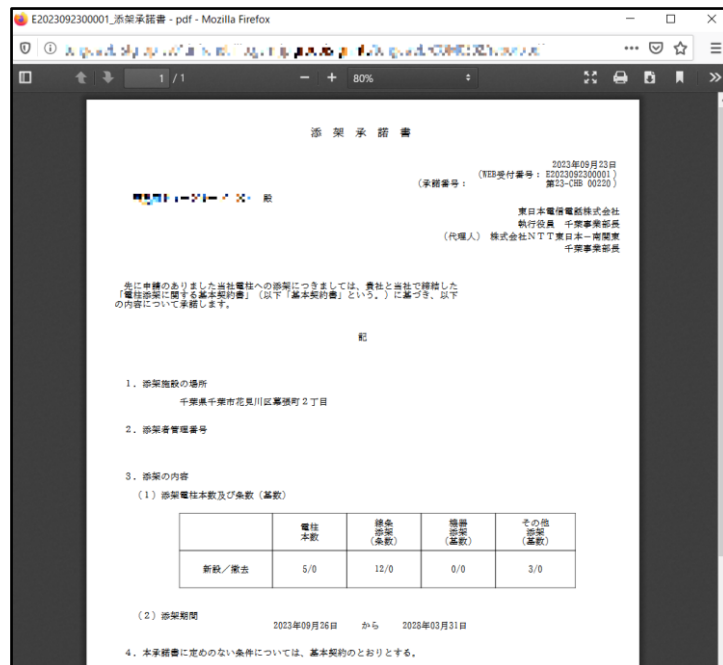 E2023092300001_添架承諾書 - pdf - Mozilla Firefox
1 / 1
80%
添 架 承 諾 書
2023年09月23日
(WEB受付番号: E2023092300001)
(承諾番号: 第23-CHB 00220)
殿
東日本電信電話株式会社
執行役員 千葉事業部長
(代理人) 株式会社NTT東日本-南関東
千葉事業部長
先に申請のありました当社電柱への添架につきましては、貴社と当社で締結した
「電柱添架に関する基本契約書」(以下「基本契約書」という。)に基づき、以下
の内容について承諾します。
記
1. 添架施設の場所
千葉県千葉市花見川区幕張町2丁目
2. 添架者管理番号
3. 添架の内容
(1) 添架電柱本数及び条数(基数)
電柱
本数
線条
添架
(条数)
機器
添架
(基数)
その他
添架
(基数)
新設/撤去 5/0 12/0 0/0 3/0
(2) 添架期間
2023年09月26日 から 2028年03月31日
4. 本承諾書に定めのない条件については、基本契約のとおりとする。